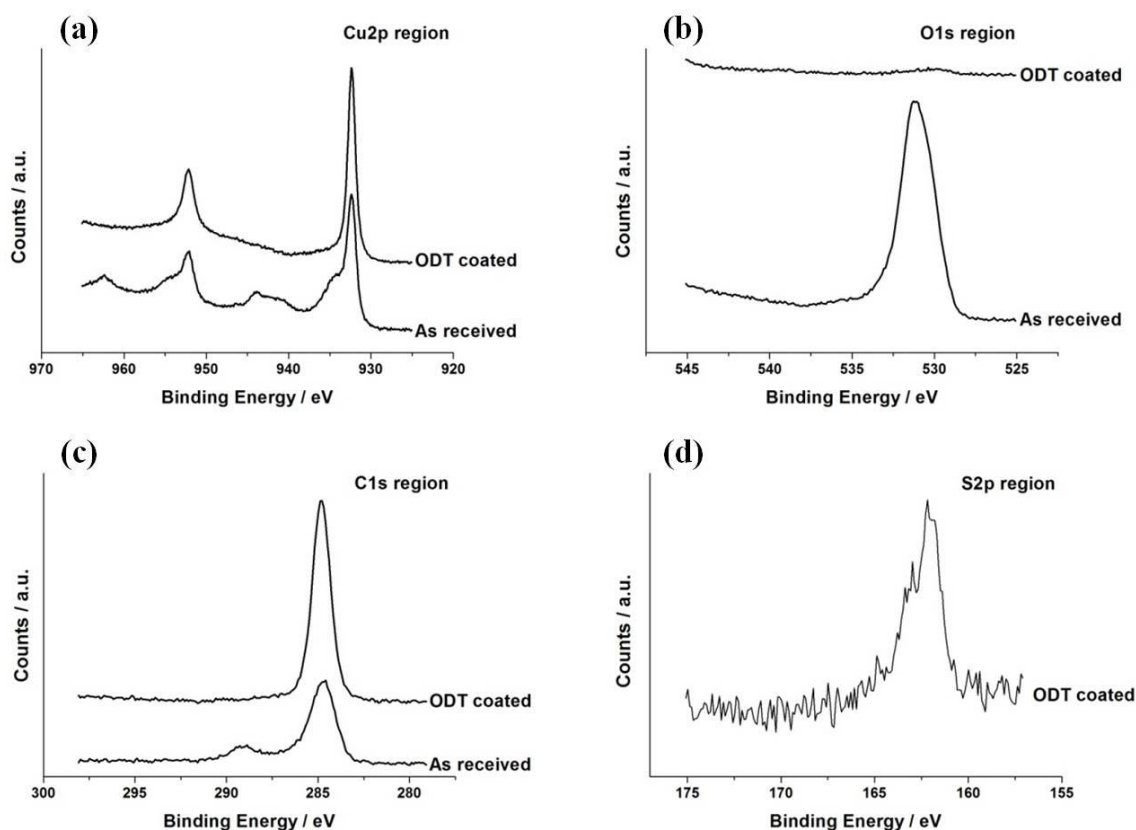 (a)
Cu2p region
Counts / a.u.
ODT coated
As received
970 960 950 940 930 920
Binding Energy / eV
(b)
O1s region
Counts / a.u.
ODT coated
As received
545 540 535 530 525
Binding Energy / eV
(c)
C1s region
Counts / a.u.
ODT coated
As received
300 295 290 285 280
Binding Energy / eV
(d)
S2p region
Counts / a.u.
ODT coated
175 170 165 160 155
Binding Energy / eV